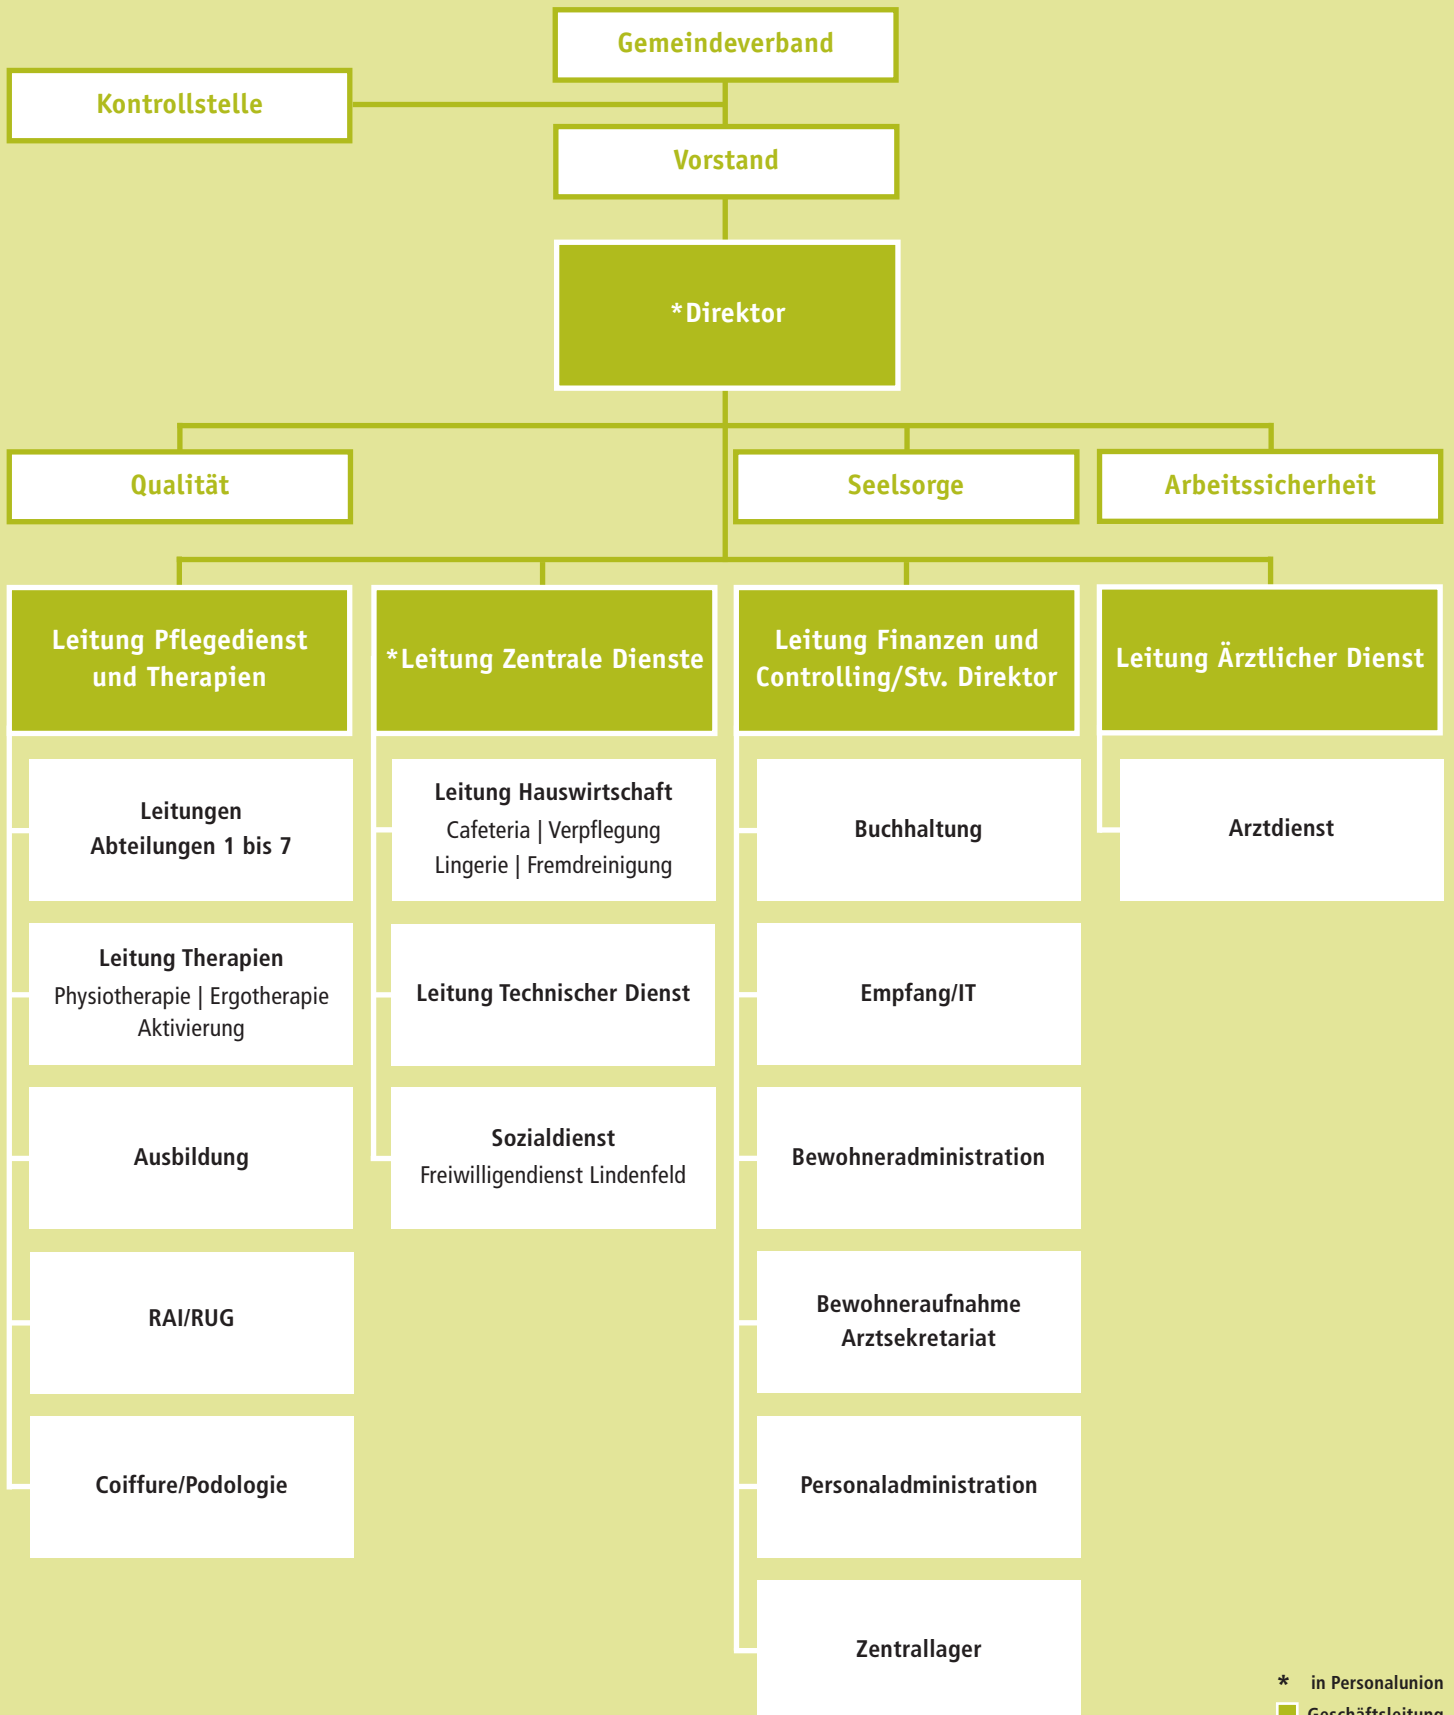 Gemeindeverband
Kontrollstelle
Vorstand
*Direktor
Qualität
Seelsorge
Arbeitssicherheit
Leitung Pflegedienst
und Therapien
*Leitung Zentrale Dienste
Leitung Finanzen und
Controlling/Stv. Direktor
Leitung Ärztlicher Dienst
Leitungen
Abteilungen 1 bis 7
Leitung Therapien
Physiotherapie | Ergotherapie
Aktivierung
Ausbildung
RAI/RUG
Coiffure/Podologie
Leitung Hauswirtschaft
Cafeteria | Verpflegung
Lingerie | Fremdreinigung
Leitung Technischer Dienst
Sozialdienst
Freiwilligendienst Lindenfeld
Buchhaltung
Empfang/IT
Bewohneradministration
Bewohneraufnahme
Arztsekretariat
Personaladministration
Zentrallager
Arztdienst
* in Personalunion
Geschäftsleitung